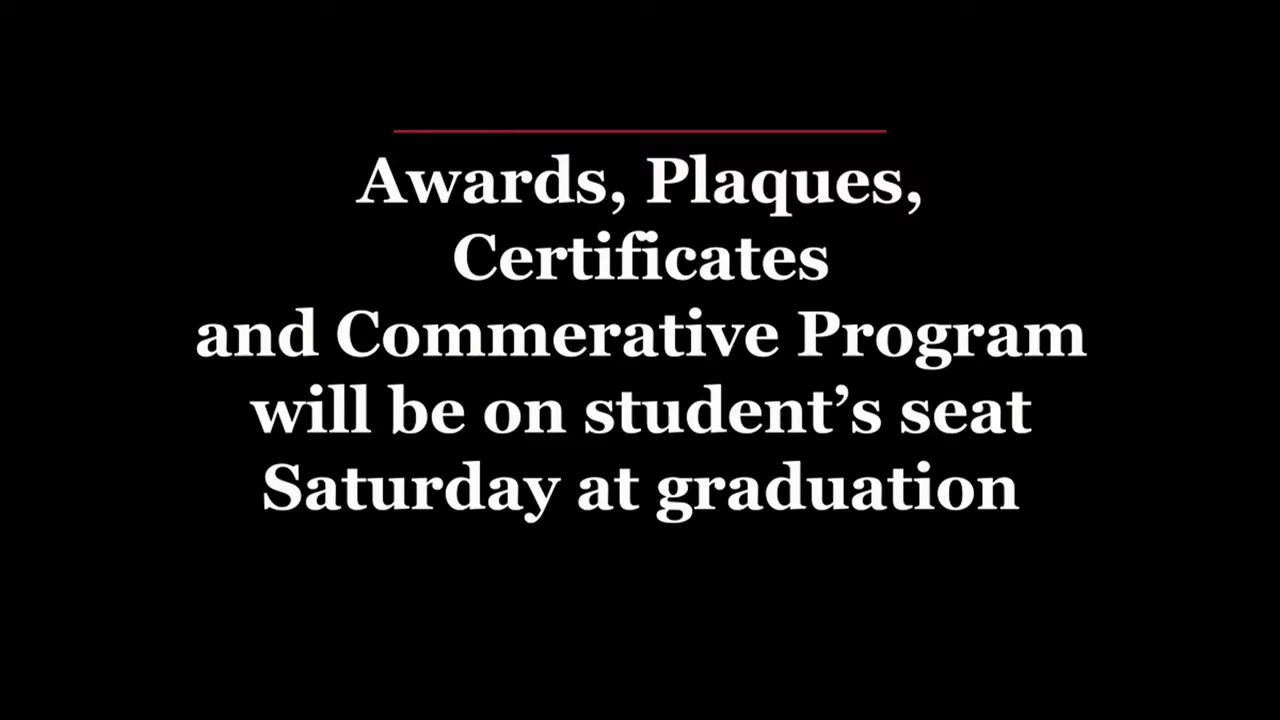 Awards, Plaques,
Certificates
and Commerative Program
will be on student’s seat
Saturday at graduation